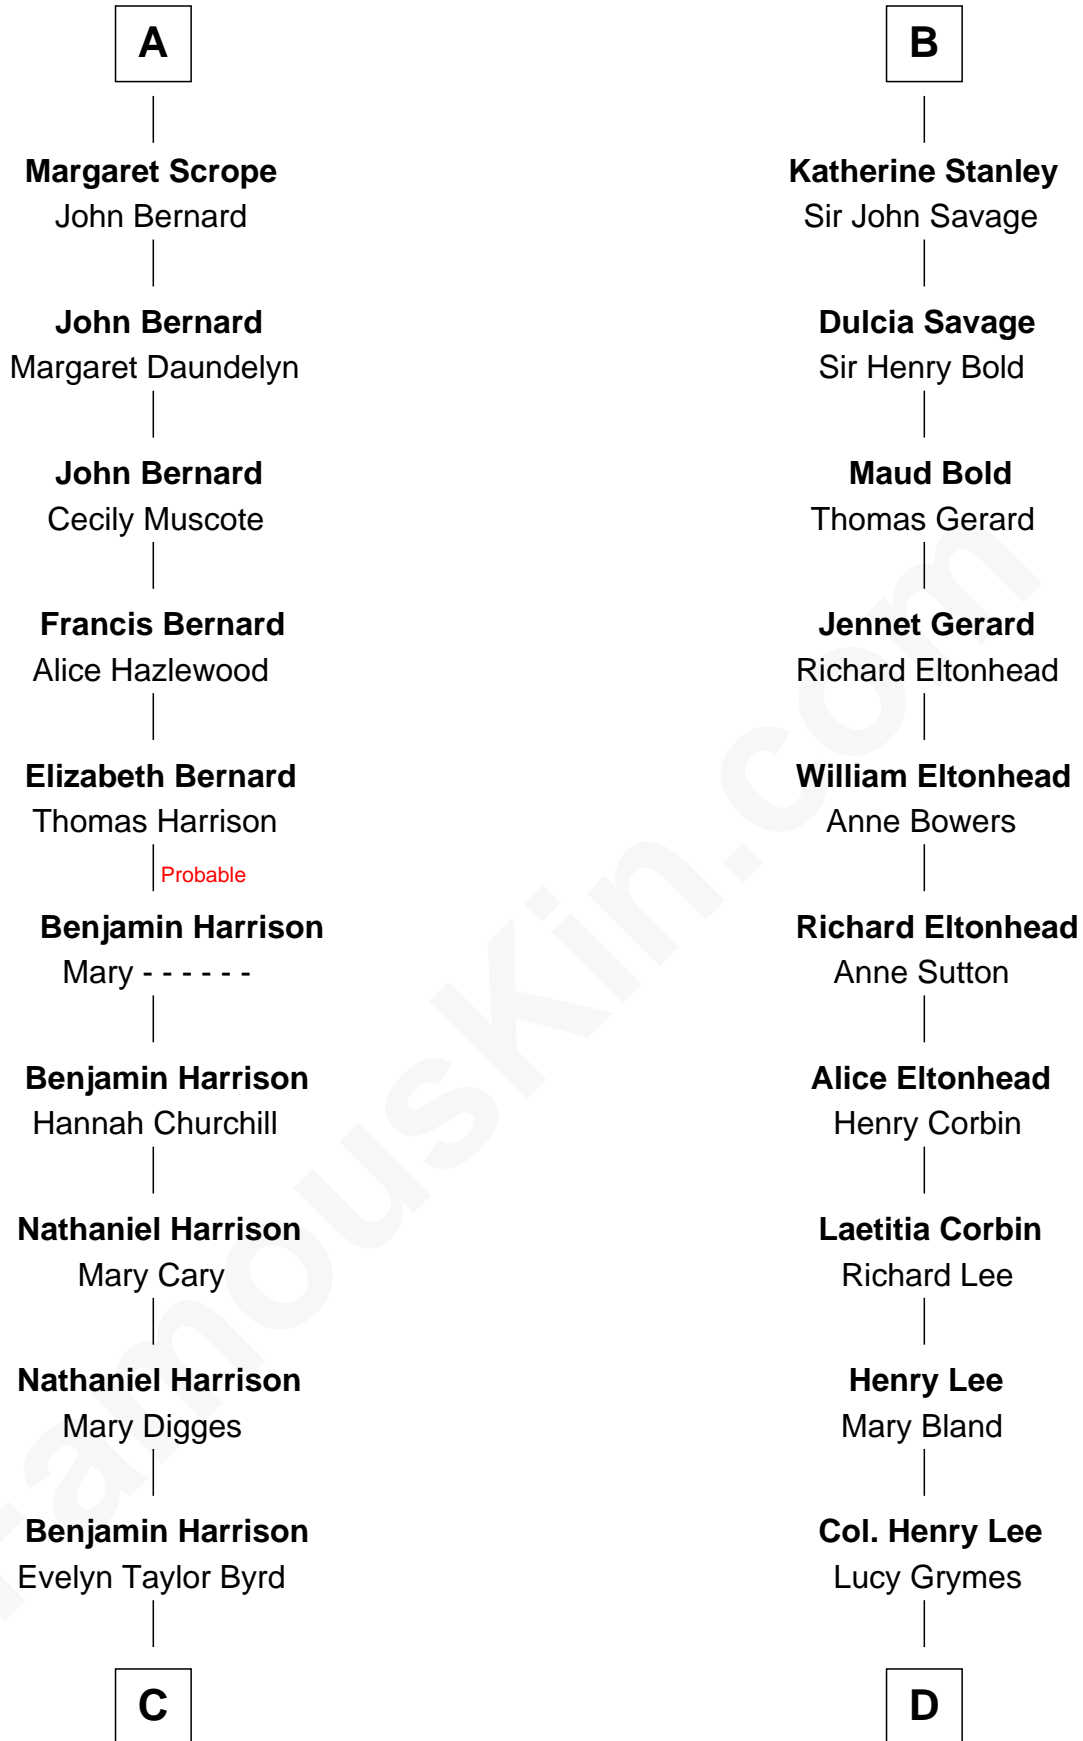 A
Margaret Scrope
John Bernard
John Bernard
Margaret Daundelyn
John Bernard
Cecily Muscote
Francis Bernard
Alice Hazlewood
Elizabeth Bernard
Thomas Harrison
Probable
Benjamin Harrison
Mary - - - - - -
Benjamin Harrison
Hannah Churchill
Nathaniel Harrison
Mary Cary
Nathaniel Harrison
Mary Digges
Benjamin Harrison
Evelyn Taylor Byrd
C
B
Katherine Stanley
Sir John Savage
Dulcia Savage
Sir Henry Bold
Maud Bold
Thomas Gerard
Jennet Gerard
Richard Eltonhead
William Eltonhead
Anne Bowers
Richard Eltonhead
Anne Sutton
Alice Eltonhead
Henry Corbin
Laetitia Corbin
Richard Lee
Henry Lee
Mary Bland
Col. Henry Lee
Lucy Grymes
D
FamousKin.com